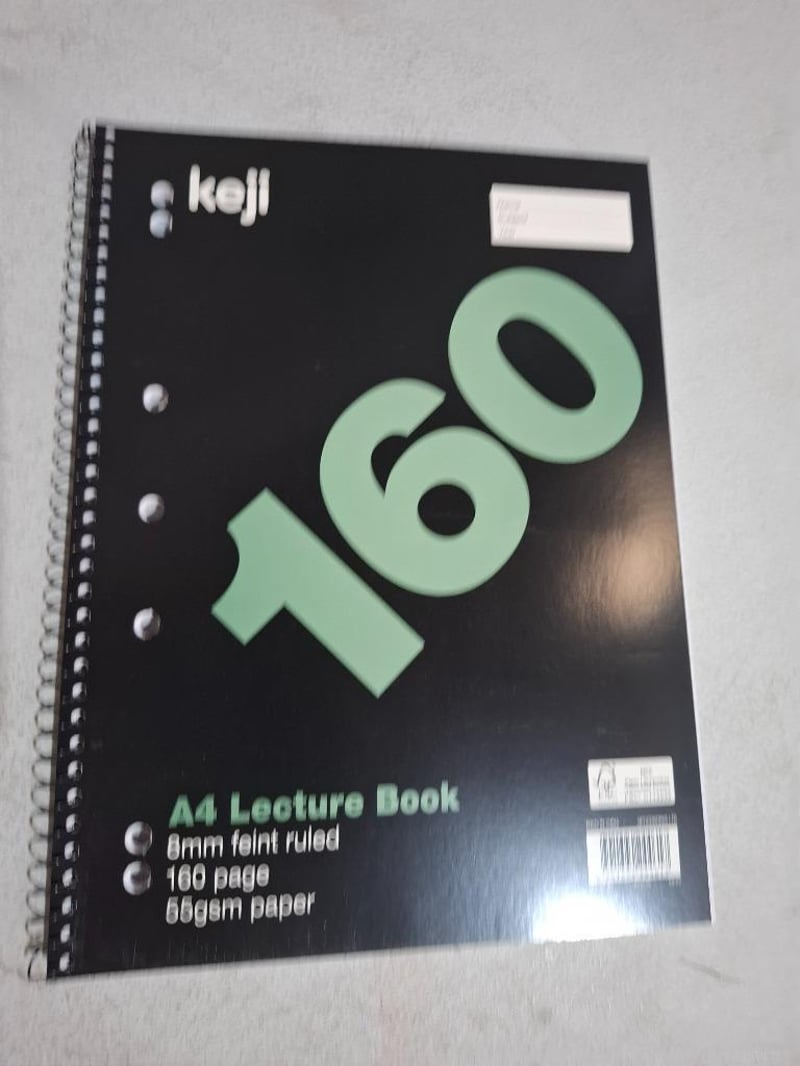 keji
160
A4 Lecture Book
8mm feint ruled
160 page
55gsm paper